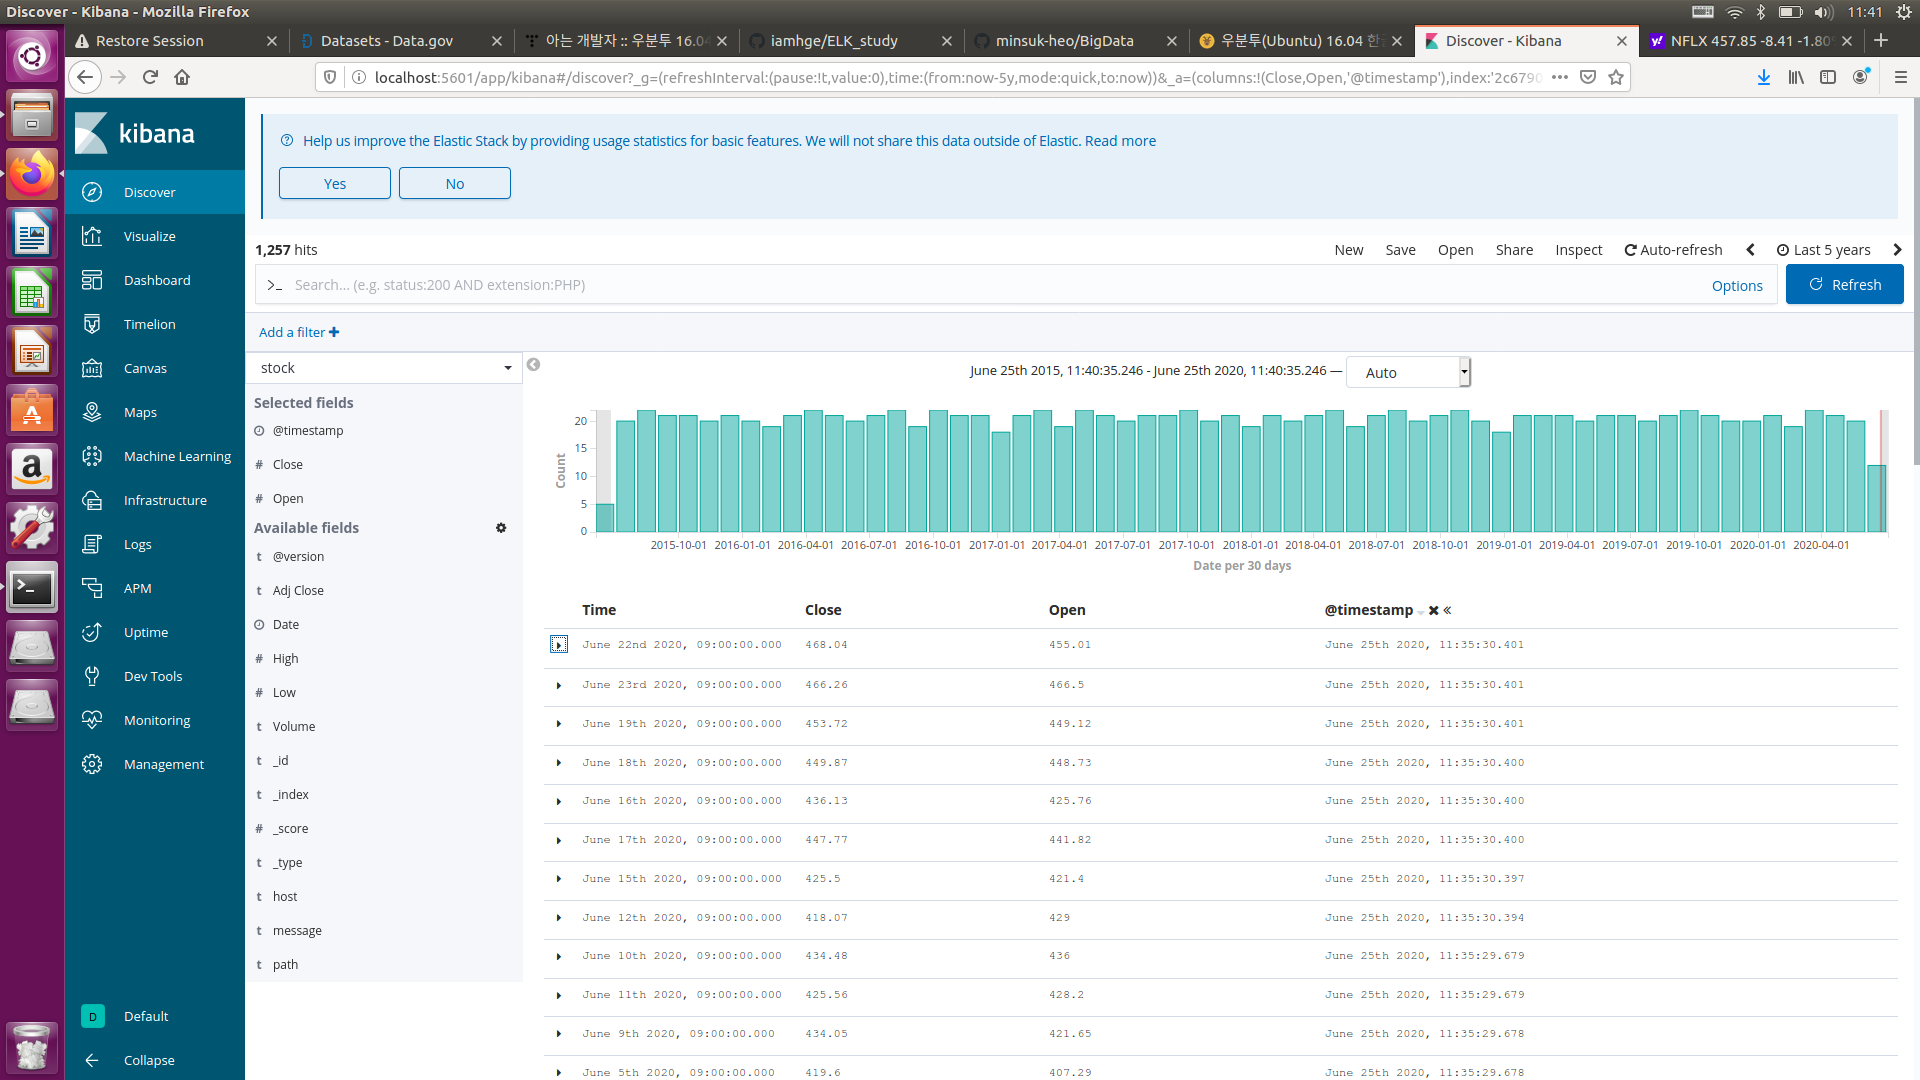 Discover - Kibana - Mozilla Firefox
11:41
Restore Session
Datasets - Data.gov
아는 개발자 :: 우분투 16.04
iamhge/ELK_study
minsuk-heo/BigData
우분투(Ubuntu) 16.04 한글
Discover - Kibana
NFLX 457.85 -8.41 -1.80%
localhost:5601/app/kibana#/discover?_g=(refreshInterval:(pause:!t,value:0),time:(from:now-5y,mode:quick,to:now))&_a=(columns:!(Close,Open,'@timestamp'),index:'2c6790
kibana
Discover
Visualize
Dashboard
Timelion
Canvas
Maps
Machine Learning
Infrastructure
Logs
APM
Uptime
Dev Tools
Monitoring
Management
D Default
Collapse
Help us improve the Elastic Stack by providing usage statistics for basic features. We will not share this data outside of Elastic. Read more
Yes No
1,257 hits
New Save Open Share Inspect Auto-refresh Last 5 years
>_ Search... (e.g. status:200 AND extension:PHP)
Options
Refresh
Add a filter +
stock
Selected fields
@timestamp
# Close
# Open
Available fields
t @version
t Adj Close
Date
# High
# Low
t Volume
t _id
t _index
# _score
t _type
t host
t message
t path
June 25th 2015, 11:40:35.246 - June 25th 2020, 11:40:35.246 — Auto
Count
20
15
10
5
0
2015-10-01 2016-01-01 2016-04-01 2016-07-01 2016-10-01 2017-01-01 2017-04-01 2017-07-01 2017-10-01 2018-01-01 2018-04-01 2018-07-01 2018-10-01 2019-01-01 2019-04-01 2019-07-01 2019-10-01 2020-01-01 2020-04-01
Date per 30 days
Time Close Open @timestamp
June 22nd 2020, 09:00:00.000 468.04 455.01 June 25th 2020, 11:35:30.401
June 23rd 2020, 09:00:00.000 466.26 466.5 June 25th 2020, 11:35:30.401
June 19th 2020, 09:00:00.000 453.72 449.12 June 25th 2020, 11:35:30.401
June 18th 2020, 09:00:00.000 449.87 448.73 June 25th 2020, 11:35:30.400
June 16th 2020, 09:00:00.000 436.13 425.76 June 25th 2020, 11:35:30.400
June 17th 2020, 09:00:00.000 447.77 441.82 June 25th 2020, 11:35:30.400
June 15th 2020, 09:00:00.000 425.5 421.4 June 25th 2020, 11:35:30.397
June 12th 2020, 09:00:00.000 418.07 429 June 25th 2020, 11:35:30.394
June 10th 2020, 09:00:00.000 434.48 436 June 25th 2020, 11:35:29.679
June 11th 2020, 09:00:00.000 425.56 428.2 June 25th 2020, 11:35:29.679
June 9th 2020, 09:00:00.000 434.05 421.65 June 25th 2020, 11:35:29.678
June 5th 2020, 09:00:00.000 419.6 407.29 June 25th 2020, 11:35:29.678